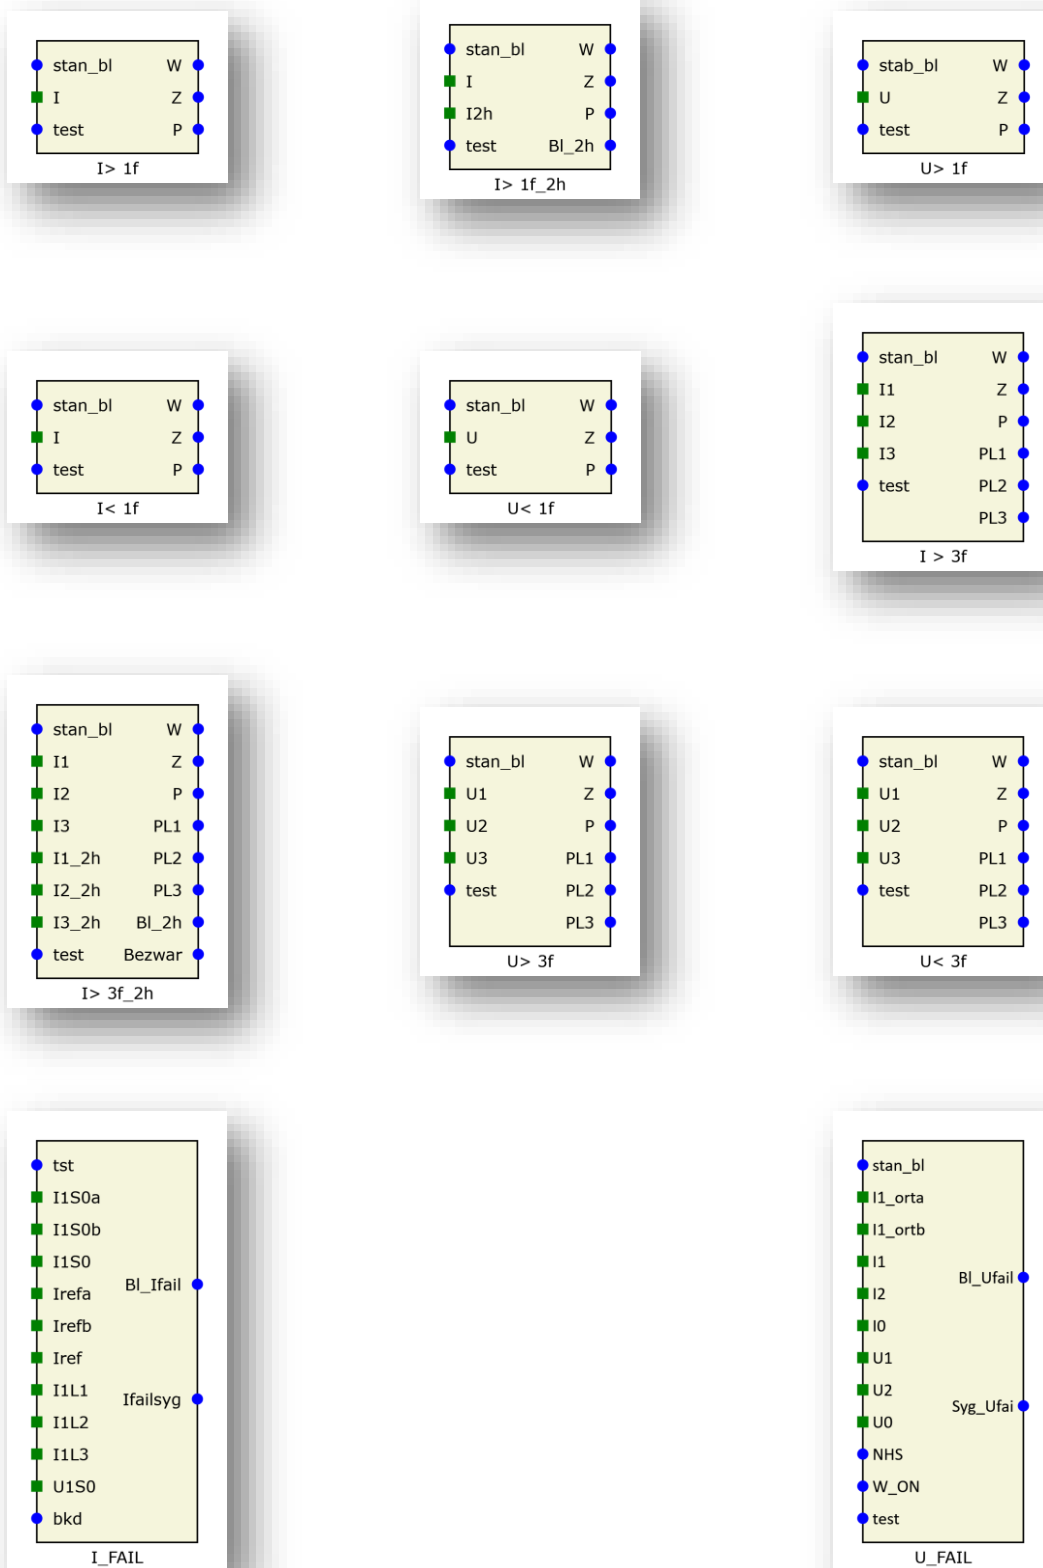 stan_bl W
I Z
test P
I> 1f
stan_bl W
I Z
I2h P
test Bl_2h
I> 1f_2h
stab_bl W
U Z
test P
U> 1f
stan_bl W
I Z
test P
I< 1f
stan_bl W
U Z
test P
U< 1f
stan_bl W
I1 Z
I2 P
I3 PL1
test PL2
PL3
I > 3f
stan_bl W
I1 Z
I2 P
I3 PL1
I1_2h PL2
I2_2h PL3
I3_2h Bl_2h
test Bezwar
I> 3f_2h
stan_bl W
U1 Z
U2 P
U3 PL1
test PL2
PL3
U> 3f
stan_bl W
U1 Z
U2 P
U3 PL1
test PL2
PL3
U< 3f
tst
I1S0a
I1S0b
I1S0
Bl_Ifail
Irefa
Irefb
Iref
I1L1
Ifailsyg
I1L2
I1L3
U1S0
bkd
I_FAIL
stan_bl
I1_orta
I1_ortb
I1
Bl_Ufail
I2
I0
U1
U2
Syg_Ufai
U0
NHS
W_ON
test
U_FAIL